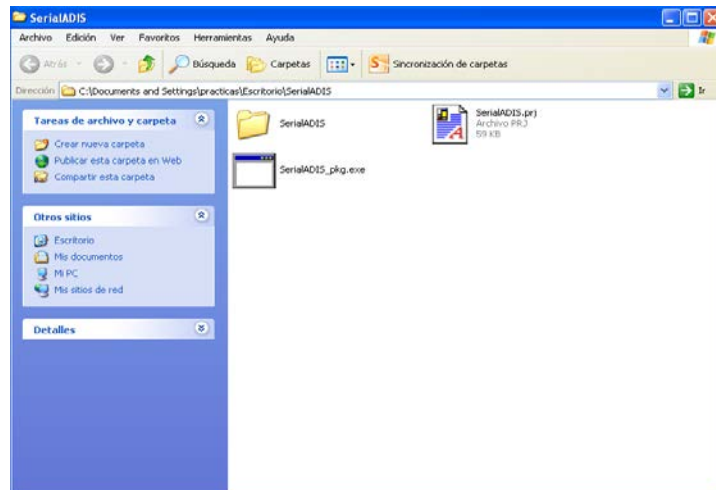 SerialADIS
Archivo Edición Ver Favoritos Herramientas Ayuda
Atrás Búsqueda Carpetas Sincronización de carpetas
Dirección C:\Documents and Settings\practicas\Escritorio\SerialADIS Ir
Tareas de archivo y carpeta
Crear nueva carpeta
Publicar esta carpeta en Web
Compartir esta carpeta
Otros sitios
Escritorio
Mis documentos
Mi PC
Mis sitios de red
Detalles
SerialADIS
SerialADIS.prj
Archivo PRJ
59 KB
SerialADIS_pkg.exe